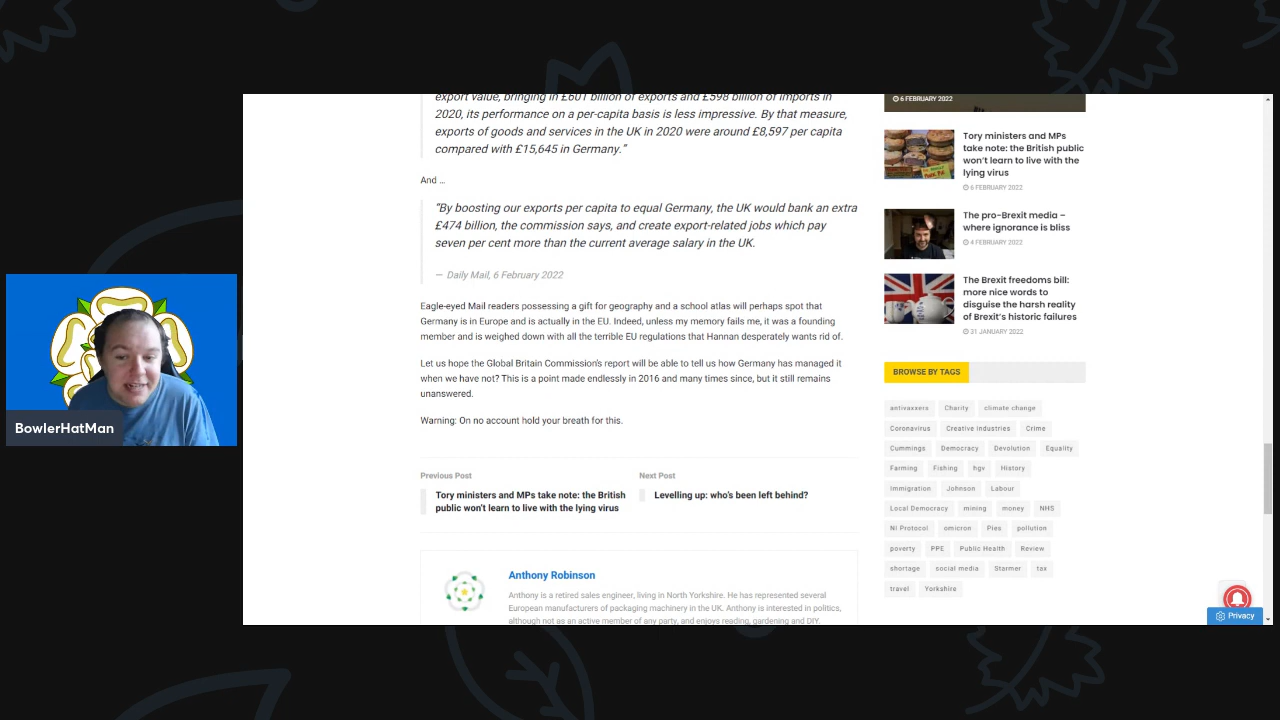 export value, bringing in £601 billion of exports and £598 billion of imports in
2020, its performance on a per-capita basis is less impressive. By that measure,
exports of goods and services in the UK in 2020 were around £8,597 per capita
compared with £15,645 in Germany.”
And …
“By boosting our exports per capita to equal Germany, the UK would bank an extra
£474 billion, the commission says, and create export-related jobs which pay
seven per cent more than the current average salary in the UK.
— Daily Mail, 6 February 2022
Eagle-eyed Mail readers possessing a gift for geography and a school atlas will perhaps spot that
Germany is in Europe and is actually in the EU. Indeed, unless my memory fails me, it was a founding
member and is weighed down with all the terrible EU regulations that Hannan desperately wants rid of.
Let us hope the Global Britain Commission’s report will be able to tell us how Germany has managed it
when we have not? This is a point made endlessly in 2016 and many times since, but it still remains
unanswered.
Warning: On no account hold your breath for this.
Previous Post
Tory ministers and MPs take note: the British
public won’t learn to live with the lying virus
Next Post
Levelling up: who’s been left behind?
Anthony Robinson
Anthony is a retired sales engineer, living in North Yorkshire. He has represented several
European manufacturers of packaging machinery in the UK. Anthony is interested in politics,
although not as an active member of any party, and enjoys reading, gardening and DIY.
6 FEBRUARY 2022
Tory ministers and MPs
take note: the British public
won’t learn to live with the
lying virus
6 FEBRUARY 2022
The pro-Brexit media –
where ignorance is bliss
4 FEBRUARY 2022
The Brexit freedoms bill:
more nice words to
disguise the harsh reality
of Brexit’s historic failures
31 JANUARY 2022
BROWSE BY TAGS
antivaxxers Charity climate change
Coronavirus Creative industries Crime
Cummings Democracy Devolution Equality
Farming Fishing hgv History
Immigration Johnson Labour
Local Democracy mining money NHS
NI Protocol omicron Pies pollution
poverty PPE Public Health Review
shortage social media Starmer tax
travel Yorkshire
Privacy
BowlerHatMan